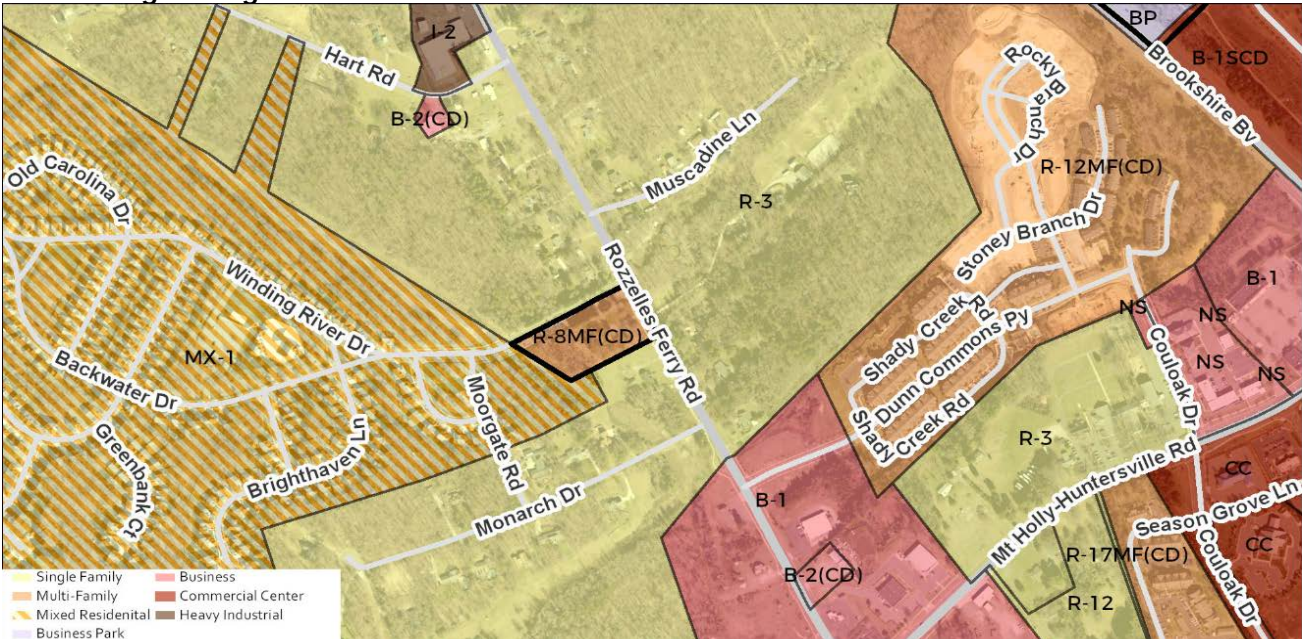 BP
I-2
Brookshire Bv
B-1SCD
Hart Rd
Rocky Branch Dr
B-2(CD)
Muscadine Ln
R-12MF(CD)
Old Carolina Dr
R-3
Stoney Branch Dr
Rozzelles Ferry Rd
Winding River Dr
B-1
NS
NS
Shady Creek Rd
R-8MF(CD)
Dunn Commons Py
Couloak Dr
MX-1
NS
NS
Backwater Dr
Moorgate Rd
Shady Creek Rd
R-3
Greenbank Ct
Brighthaven Ln
Mt Holly-Huntersville Rd
CC
Monarch Dr
B-1
Season Grove Ln
R-17MF(CD)
CC
Couloak Dr
B-2(CD)
R-12
Single Family
Multi-Family
Mixed Residenital
Business Park
Business
Commercial Center
Heavy Industrial